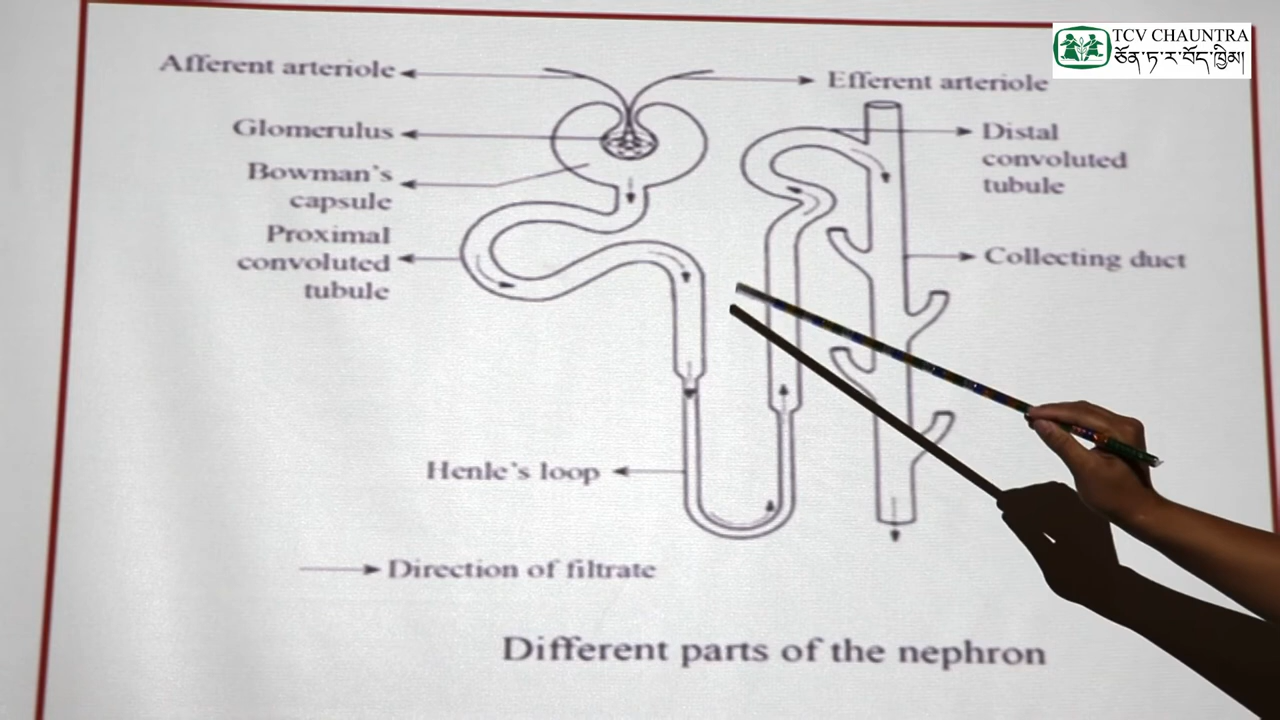 TCV CHAUNTRA
ཅོན་ཏ་ར་བོད་ཁྱིམ།
Afferent arteriole
Efferent arteriole
Glomerulus
Distal
convoluted
tubule
Bowman's
capsule
Proximal
convoluted
tubule
Collecting duct
Henle's loop
Direction of filtrate
Different parts of the nephron